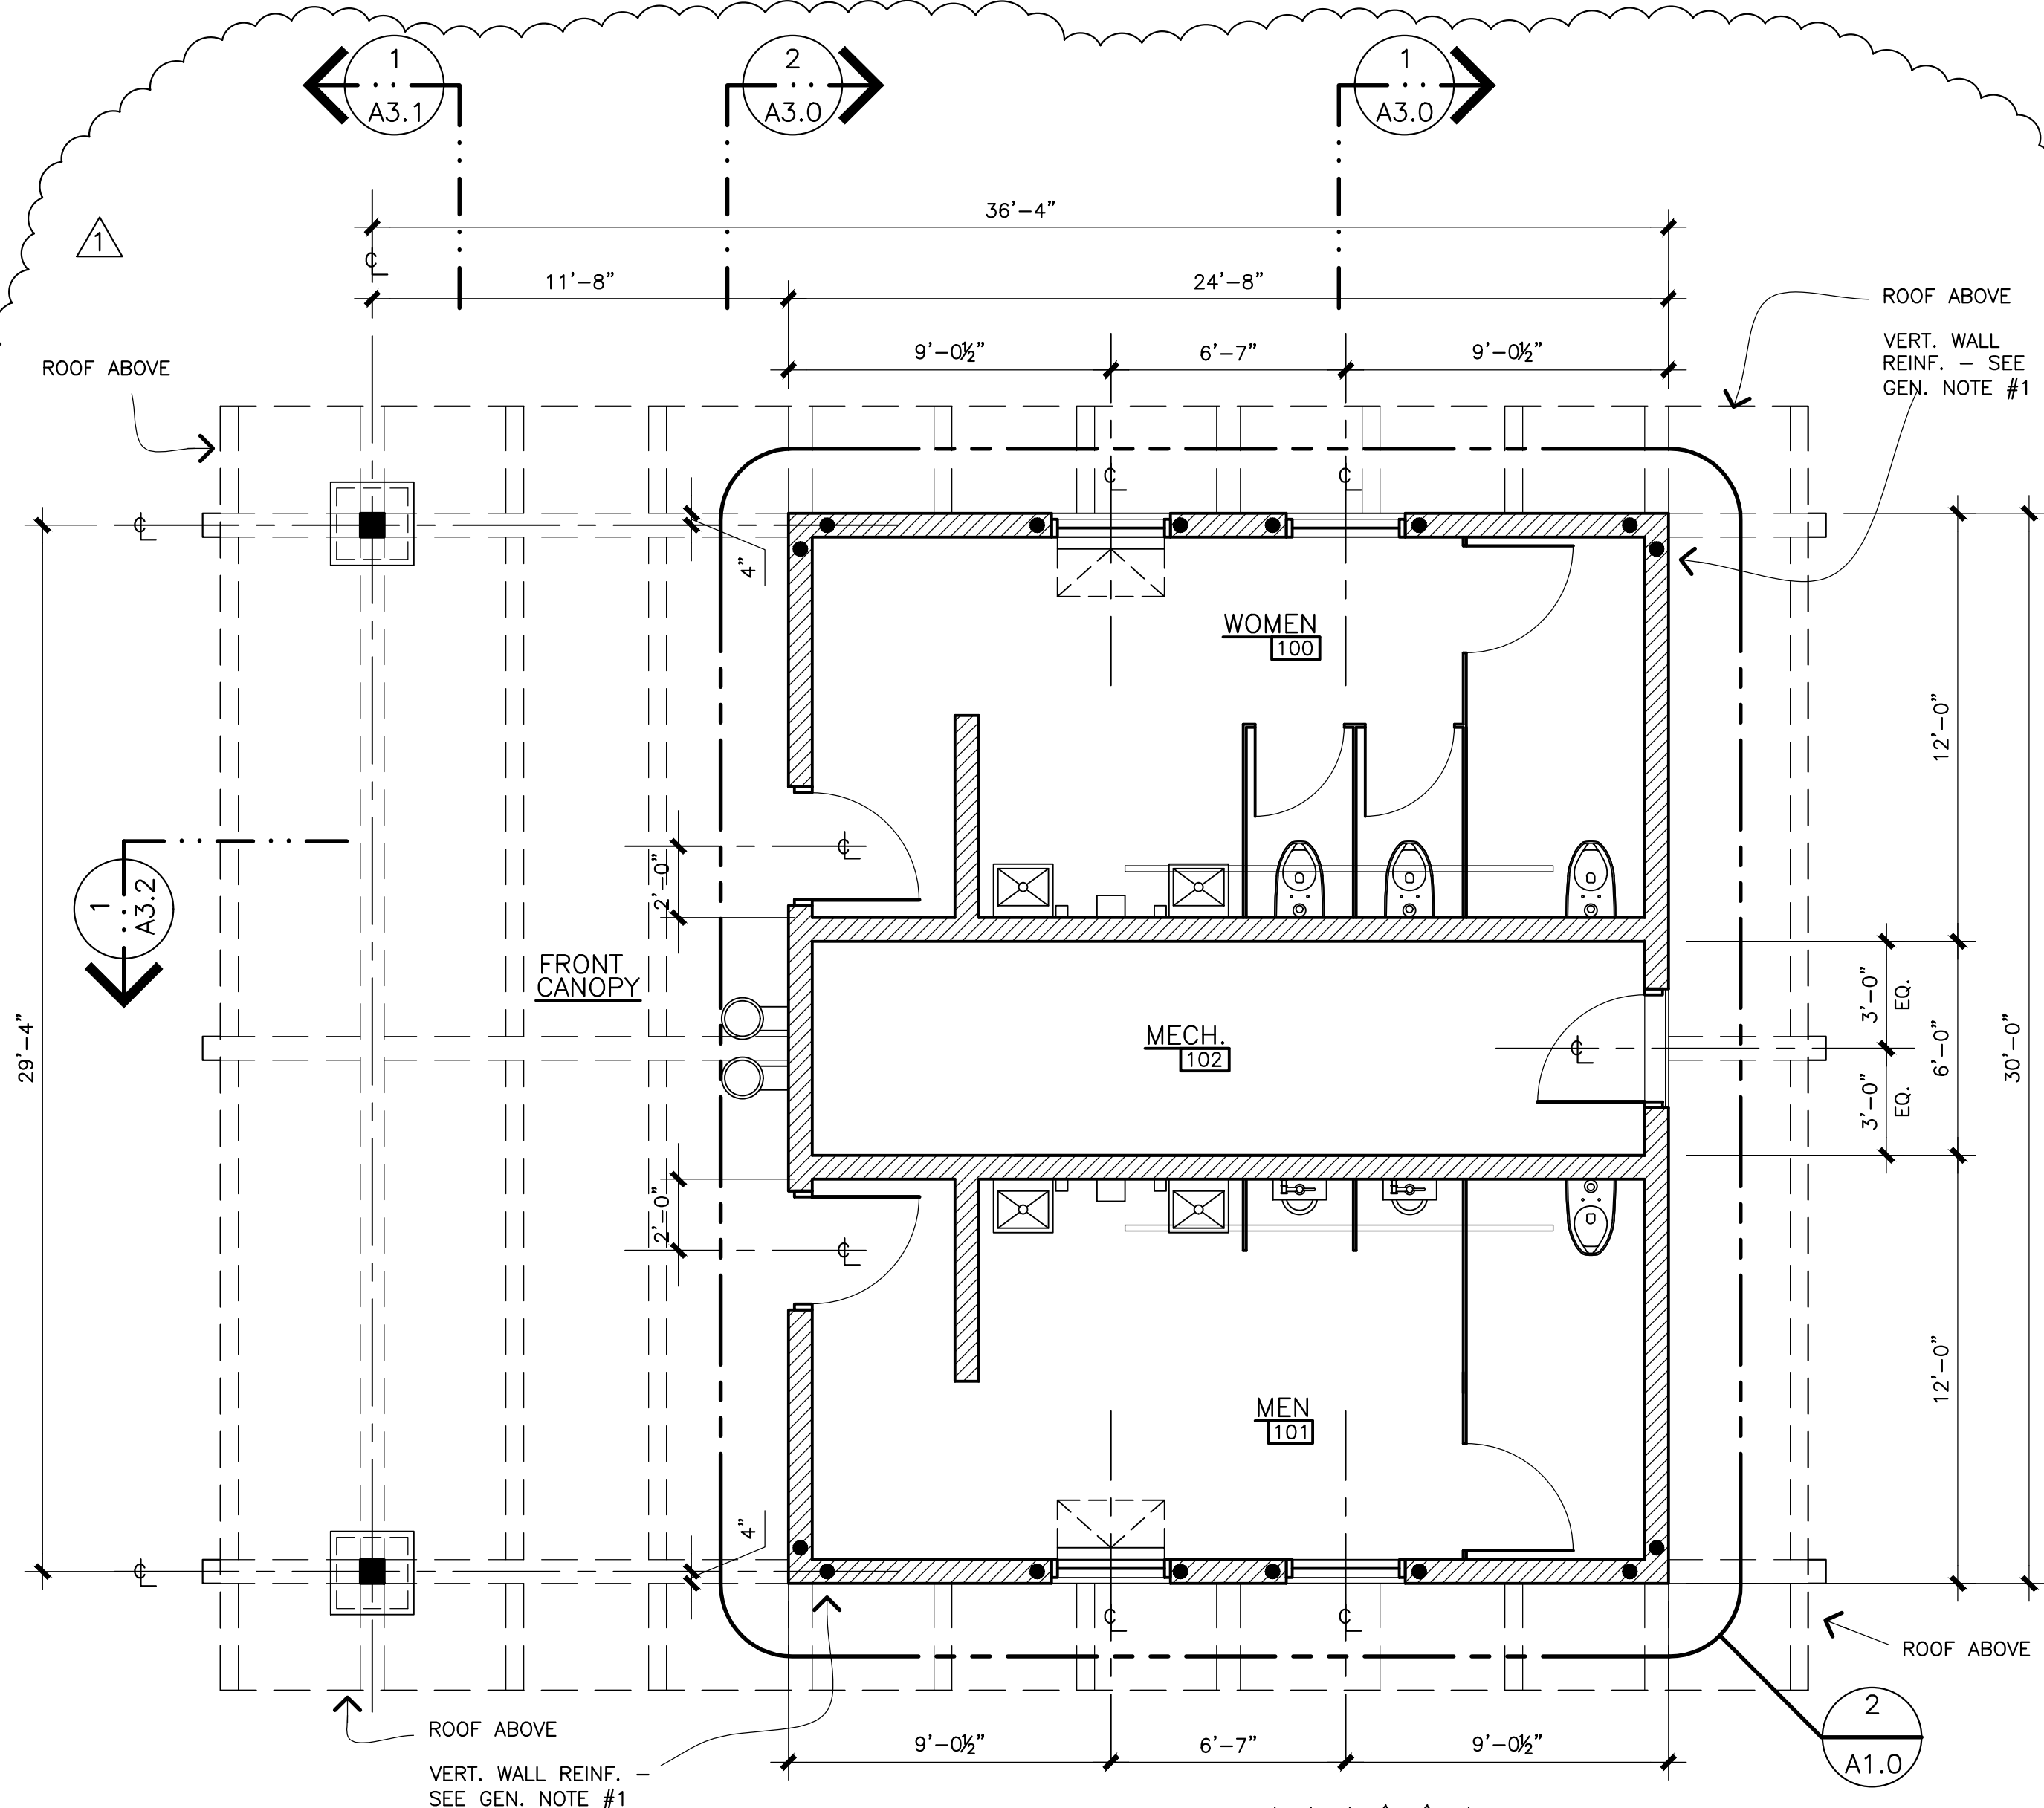 1
A3.1
2
A3.0
1
A3.0
36'-4"
1
℄
11'-8"
24'-8"
ROOF ABOVE
9'-0½"
6'-7"
9'-0½"
VERT. WALL
REINF. - SEE
GEN. NOTE #1
ROOF ABOVE
℄
℄
℄
4"
WOMEN
100
12'-0"
2'-0"
℄
1
A3.2
FRONT
CANOPY
MECH.
102
℄
3'-0"
EQ.
3'-0"
EQ.
6'-0"
30'-0"
29'-4"
2'-0"
℄
MEN
101
12'-0"
4"
℄
℄
℄
ROOF ABOVE
2
A1.0
ROOF ABOVE
9'-0½"
6'-7"
9'-0½"
VERT. WALL REINF. -
SEE GEN. NOTE #1